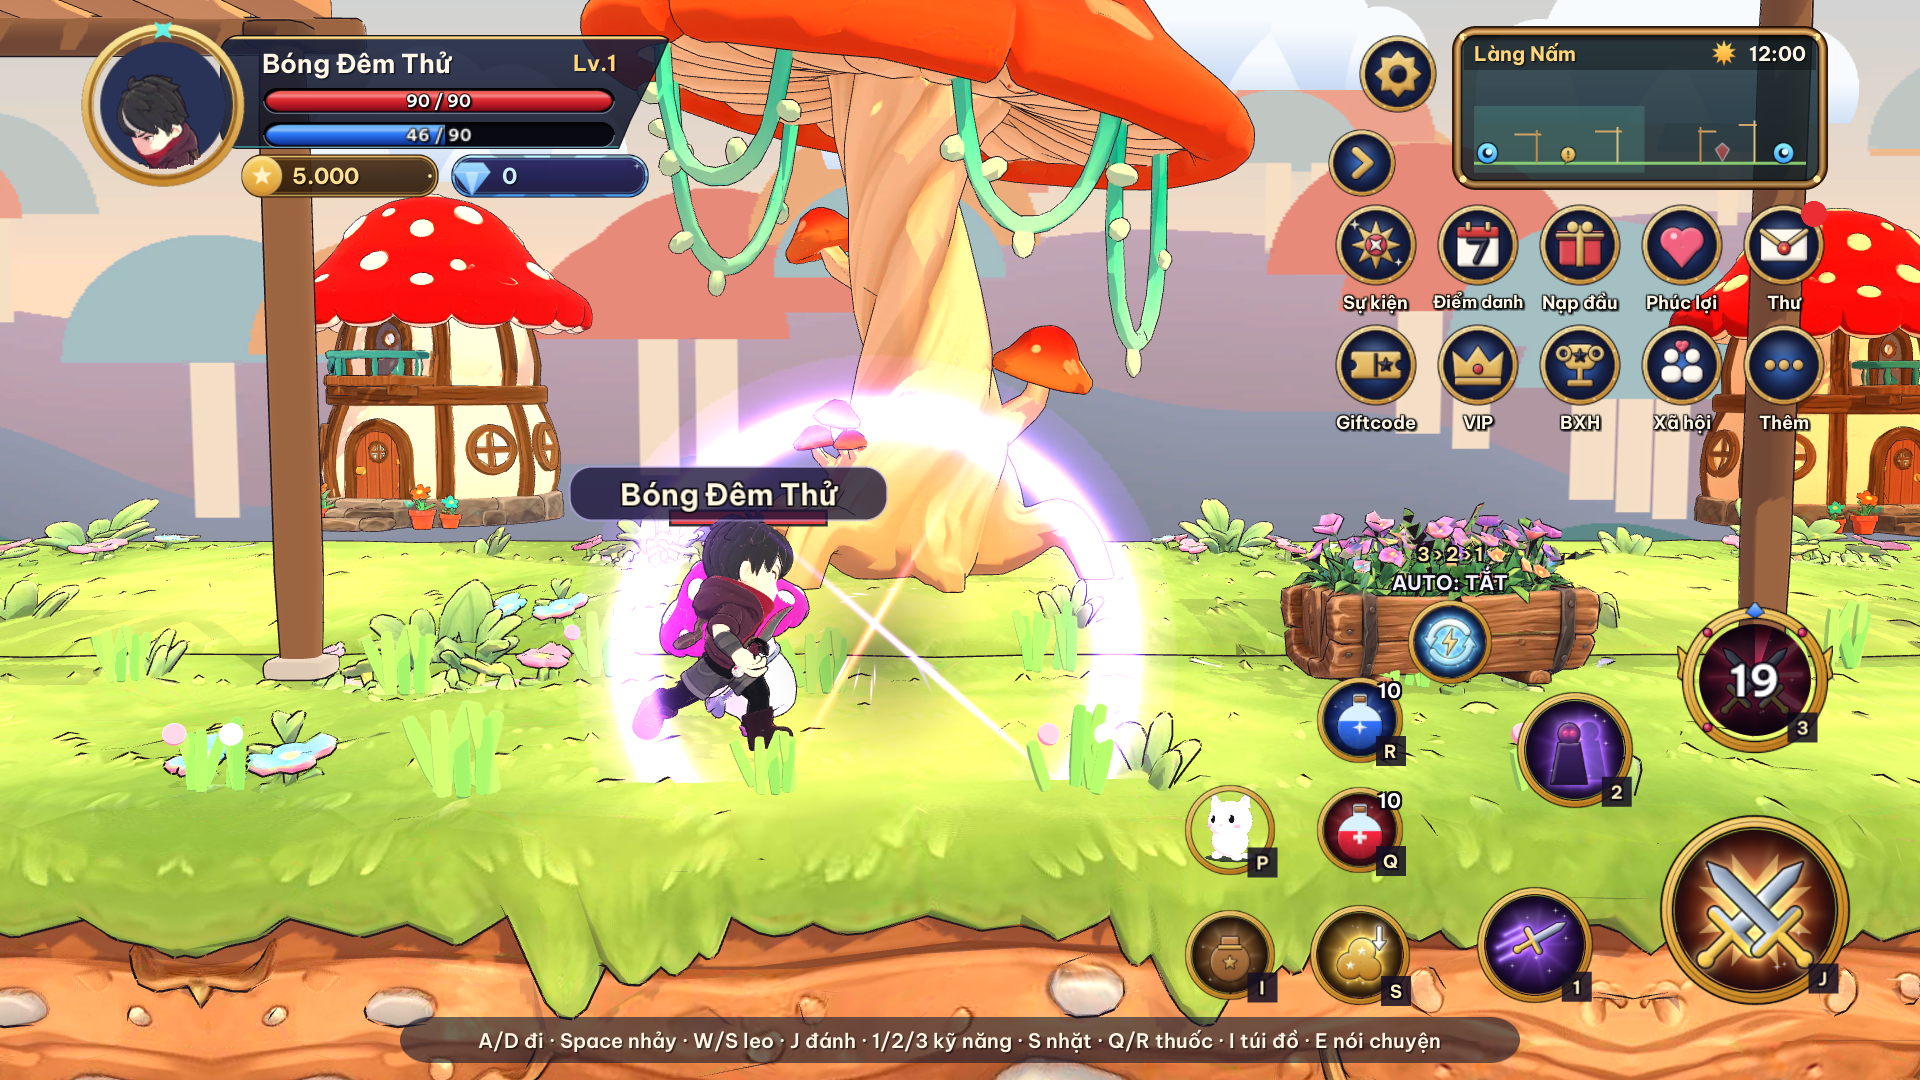 Bóng Đêm Thử
Lv.1
90 / 90
46 / 90
5.000
0
Làng Nấm
12:00
7
Sự kiện
Điểm danh
Nạp đầu
Phúc lợi
Thư
Giftcode
VIP
BXH
Xã hội
Thêm
Bóng Đêm Thử
3›2›1
AUTO: TẮT
19
3
10
R
2
10
Q
P
I
S
1
J
A/D đi · Space nhảy · W/S leo · J đánh · 1/2/3 kỹ năng · S nhặt · Q/R thuốc · I túi đồ · E nói chuyện